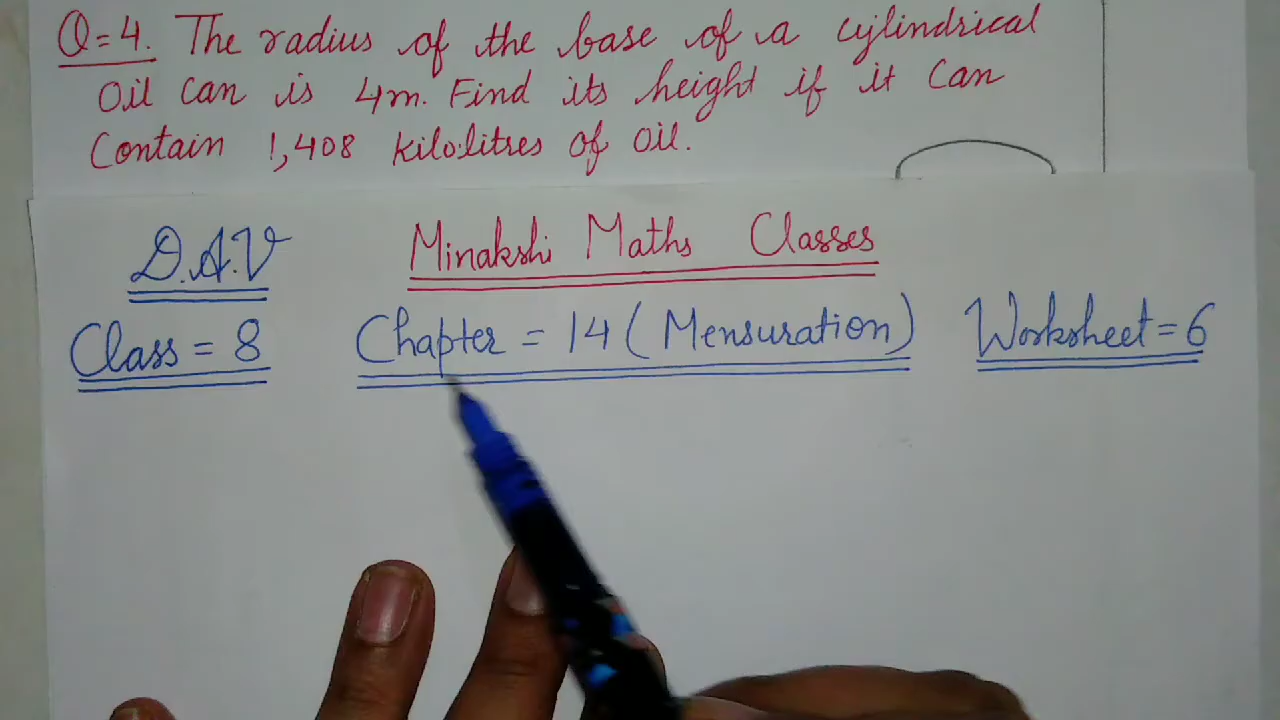 Q=4. The radius of the base of a cylindrical
Oil can is 4m. Find its height if it can
Contain 1,408 kilolitres of oil.
D.A.V Minakshi Maths Classes
Class = 8 Chapter = 14 (Mensuration) Worksheet = 6